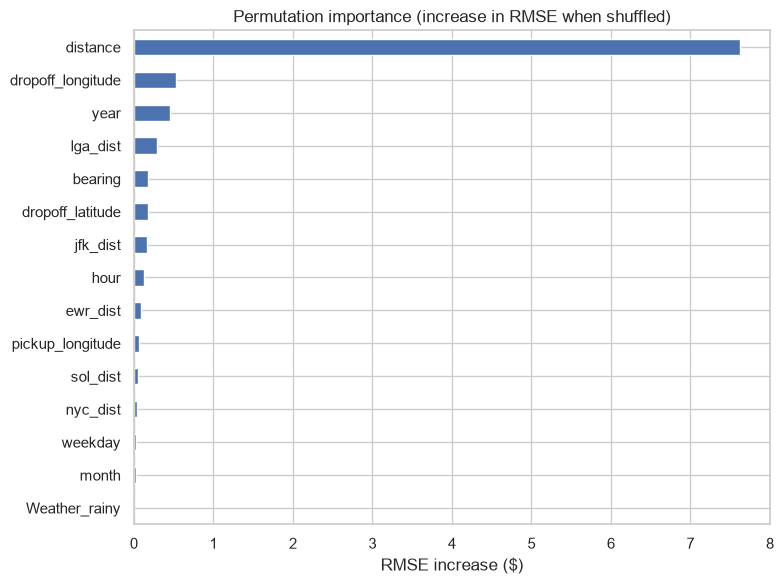 Permutation importance (increase in RMSE when shuffled)
distance
dropoff_longitude
year
lga_dist
bearing
dropoff_latitude
jfk_dist
hour
ewr_dist
pickup_longitude
sol_dist
nyc_dist
weekday
month
Weather_rainy
0 1 2 3 4 5 6 7 8
RMSE increase ($)